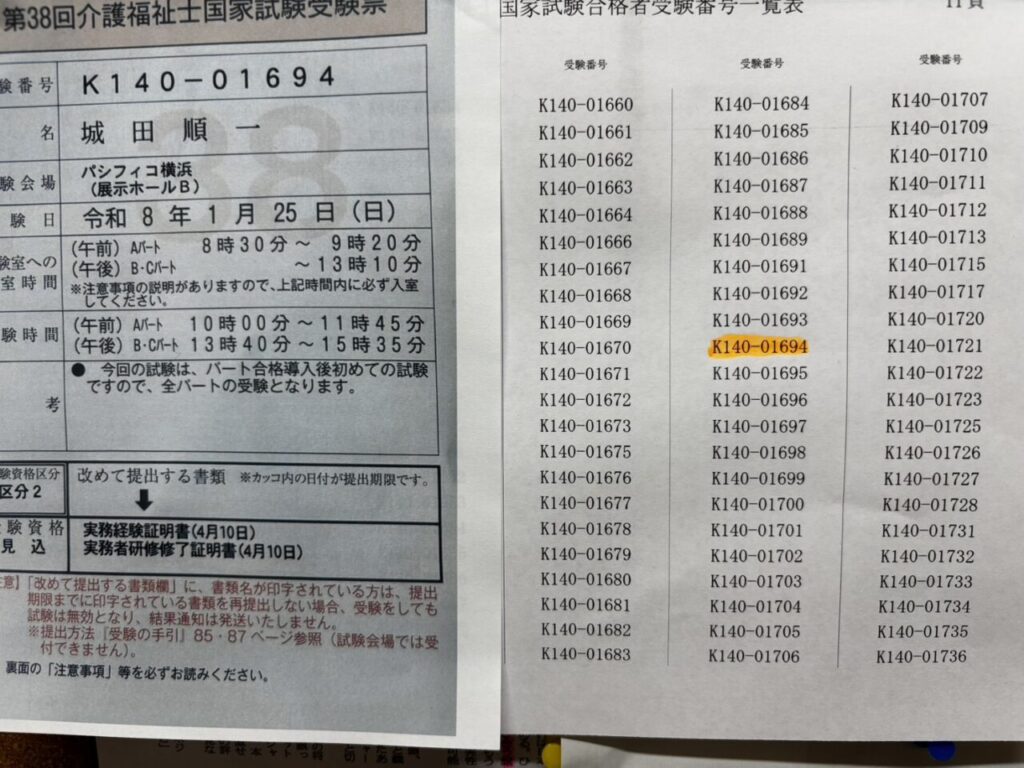 第38回介護福祉士国家試験受験票
験番号 K140-01694
名 城田順一
験会場 パシフィコ横浜
(展示ホールB)
験日 令和8年1月25日(日)
験室への
室時間
(午前) Aパート 8時30分～9時20分
(午後) B・Cパート ～13時10分
※注意事項の説明がありますので、上記時間内に必ず入室
してください。
験時間
(午前) Aパート 10時00分～11時45分
(午後) B・Cパート 13時40分～15時35分
考
● 今回の試験は、パート合格導入後初めての試験
ですので、全パートの受験となります。
験資格区分
区分2
改めて提出する書類 ※カッコ内の日付が提出期限です。
験資格
見込
実務経験証明書(4月10日)
実務者研修修了証明書(4月10日)
意】「改めて提出する書類欄」に、書類名が印字されている方は、提出
期限までに印字されている書類を再提出しない場合、受験をしても
試験は無効となり、結果通知は発送いたしません。
※提出方法『受験の手引』85・87ページ参照(試験会場では受
付できません)。
裏面の「注意事項」等を必ずお読みください。
国家試験合格者受験番号一覧表
11頁
受験番号 受験番号 受験番号
K140-01660 K140-01684 K140-01707
K140-01661 K140-01685 K140-01709
K140-01662 K140-01686 K140-01710
K140-01663 K140-01687 K140-01711
K140-01664 K140-01688 K140-01712
K140-01666 K140-01689 K140-01713
K140-01667 K140-01691 K140-01715
K140-01668 K140-01692 K140-01717
K140-01669 K140-01693 K140-01720
K140-01670 K140-01694 K140-01721
K140-01671 K140-01695 K140-01722
K140-01672 K140-01696 K140-01723
K140-01673 K140-01697 K140-01725
K140-01675 K140-01698 K140-01726
K140-01676 K140-01699 K140-01727
K140-01677 K140-01700 K140-01728
K140-01678 K140-01701 K140-01731
K140-01679 K140-01702 K140-01732
K140-01680 K140-01703 K140-01733
K140-01681 K140-01704 K140-01734
K140-01682 K140-01705 K140-01735
K140-01683 K140-01706 K140-01736